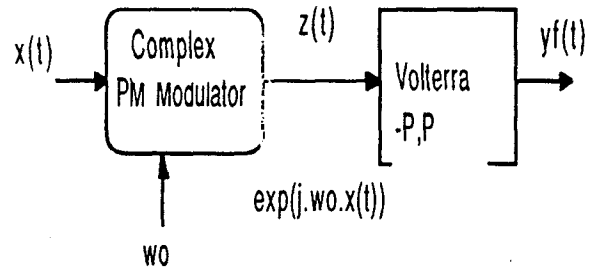 x(t)
Complex
PM Modulator
z(t)
Volterra
-P,P
yf(t)
exp(j.wo.x(t))
wo